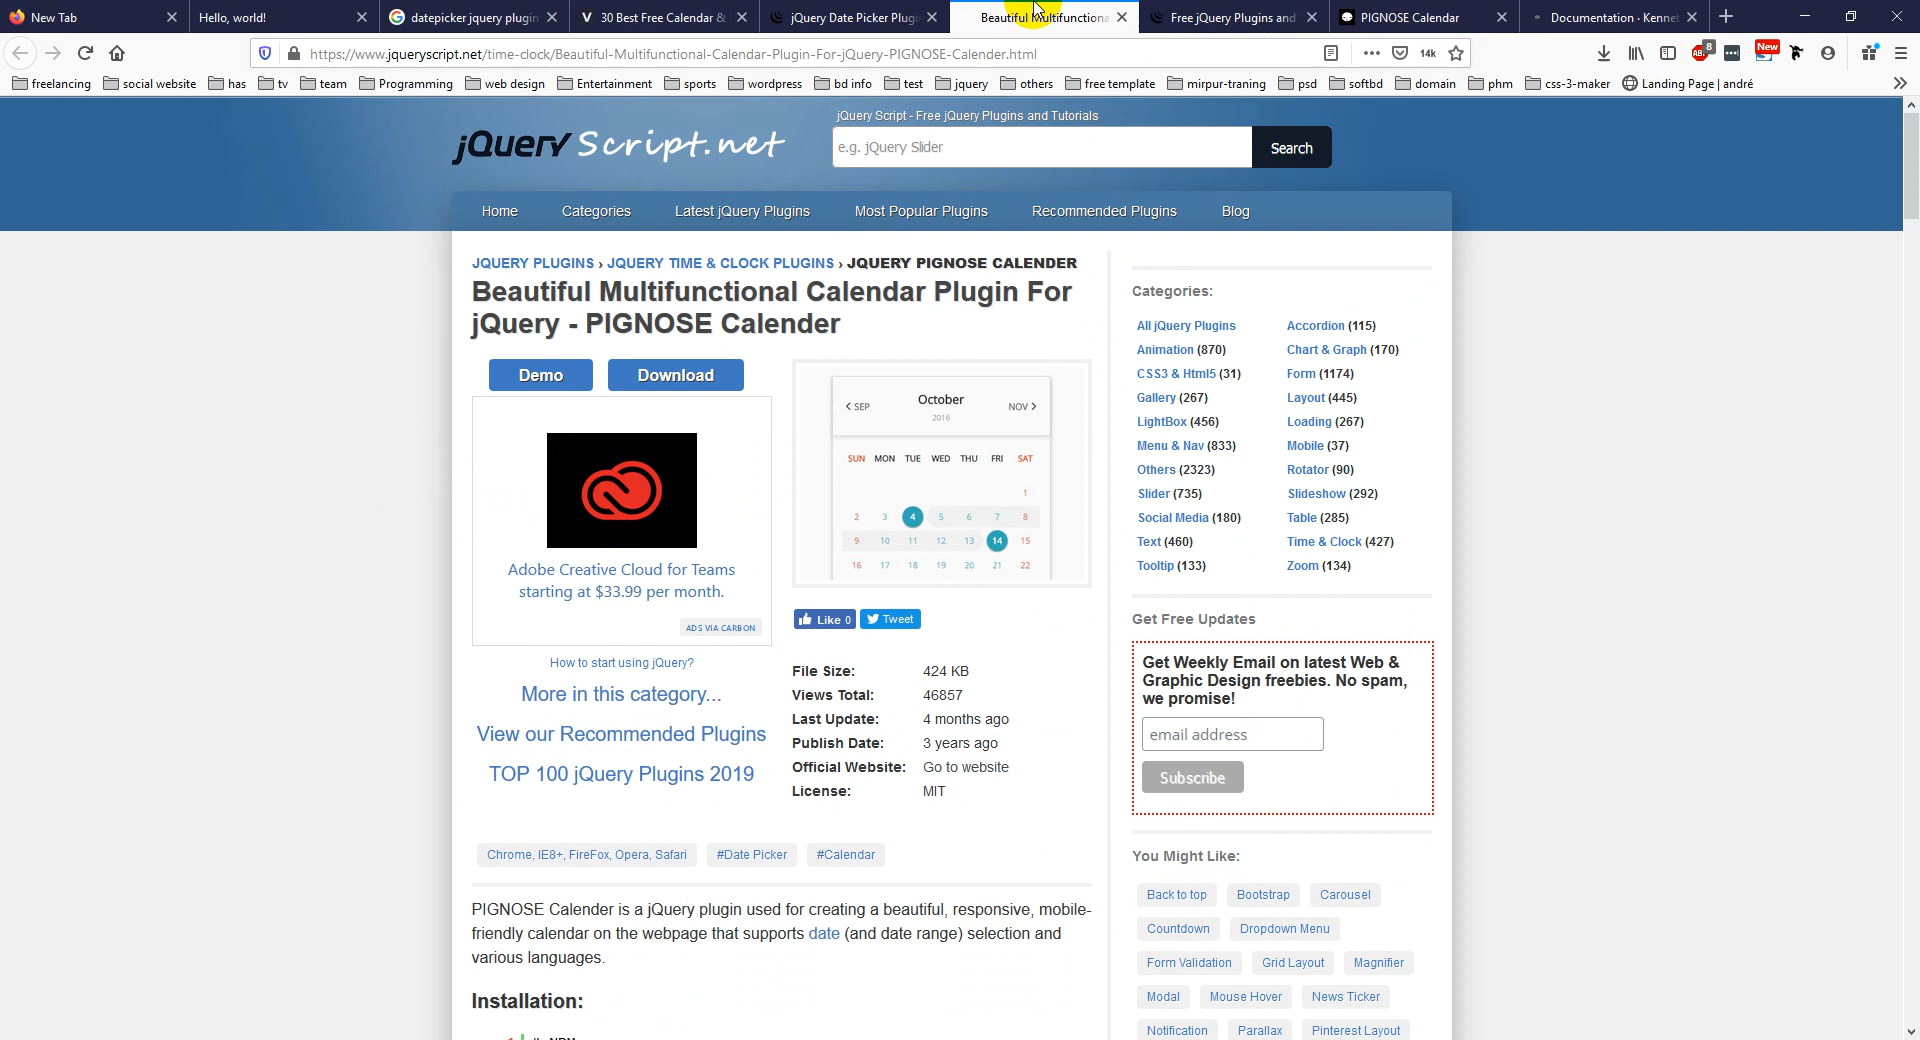 New Tab
Hello, world!
datepicker jquery plugin
30 Best Free Calendar &
jQuery Date Picker Plugi
Beautiful Multifunctiona
Free jQuery Plugins and
PIGNOSE Calendar
Documentation · Kennet
https://www.jqueryscript.net/time-clock/Beautiful-Multifunctional-Calendar-Plugin-For-jQuery-PIGNOSE-Calender.html
14k
8
New
freelancing
social website
has
tv
team
Programming
web design
Entertainment
sports
wordpress
bd info
test
jquery
others
free template
mirpur-traning
psd
softbd
domain
phm
css-3-maker
Landing Page | andré
jQuery Script.net
jQuery Script - Free jQuery Plugins and Tutorials
e.g. jQuery Slider
Search
Home
Categories
Latest jQuery Plugins
Most Popular Plugins
Recommended Plugins
Blog
JQUERY PLUGINS › JQUERY TIME & CLOCK PLUGINS › JQUERY PIGNOSE CALENDER
Beautiful Multifunctional Calendar Plugin For
jQuery - PIGNOSE Calender
Demo
Download
Adobe Creative Cloud for Teams
starting at $33.99 per month.
ADS VIA CARBON
How to start using jQuery?
More in this category...
View our Recommended Plugins
TOP 100 jQuery Plugins 2019
SEP
October
2016
NOV
SUN MON TUE WED THU FRI SAT
1
2 3 4 5 6 7 8
9 10 11 12 13 14 15
16 17 18 19 20 21 22
Like 0
Tweet
File Size: 424 KB
Views Total: 46857
Last Update: 4 months ago
Publish Date: 3 years ago
Official Website: Go to website
License: MIT
Chrome, IE8+, FireFox, Opera, Safari
#Date Picker
#Calendar
PIGNOSE Calender is a jQuery plugin used for creating a beautiful, responsive, mobile-
friendly calendar on the webpage that supports date (and date range) selection and
various languages.
Installation:
Categories:
All jQuery Plugins
Accordion (115)
Animation (870)
Chart & Graph (170)
CSS3 & Html5 (31)
Form (1174)
Gallery (267)
Layout (445)
LightBox (456)
Loading (267)
Menu & Nav (833)
Mobile (37)
Others (2323)
Rotator (90)
Slider (735)
Slideshow (292)
Social Media (180)
Table (285)
Text (460)
Time & Clock (427)
Tooltip (133)
Zoom (134)
Get Free Updates
Get Weekly Email on latest Web &
Graphic Design freebies. No spam,
we promise!
email address
Subscribe
You Might Like:
Back to top
Bootstrap
Carousel
Countdown
Dropdown Menu
Form Validation
Grid Layout
Magnifier
Modal
Mouse Hover
News Ticker
Notification
Parallax
Pinterest Layout